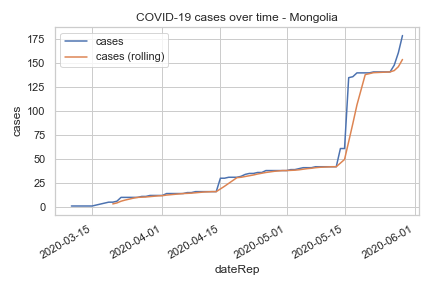 COVID-19 cases over time - Mongolia
cases
cases (rolling)
175
150
125
100
75
50
25
0
cases
2020-03-15
2020-04-01
2020-04-15
2020-05-01
2020-05-15
2020-06-01
dateRep